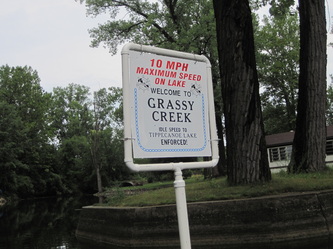 10 MPH
MAXIMUM SPEED
ON LAKE
WELCOME TO
GRASSY
CREEK
IDLE SPEED TO
TIPPECANOE LAKE
ENFORCED!